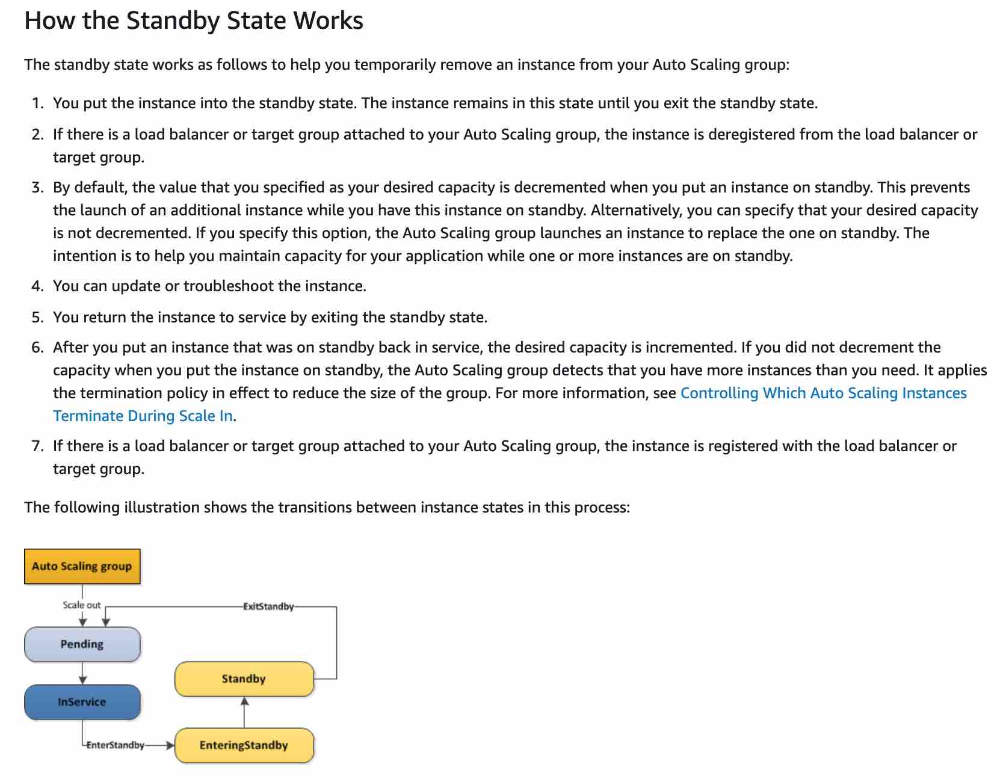 How the Standby State Works
The standby state works as follows to help you temporarily remove an instance from your Auto Scaling group:
1. You put the instance into the standby state. The instance remains in this state until you exit the standby state.
2. If there is a load balancer or target group attached to your Auto Scaling group, the instance is deregistered from the load balancer or
target group.
3. By default, the value that you specified as your desired capacity is decremented when you put an instance on standby. This prevents
the launch of an additional instance while you have this instance on standby. Alternatively, you can specify that your desired capacity
is not decremented. If you specify this option, the Auto Scaling group launches an instance to replace the one on standby. The
intention is to help you maintain capacity for your application while one or more instances are on standby.
4. You can update or troubleshoot the instance.
5. You return the instance to service by exiting the standby state.
6. After you put an instance that was on standby back in service, the desired capacity is incremented. If you did not decrement the
capacity when you put the instance on standby, the Auto Scaling group detects that you have more instances than you need. It applies
the termination policy in effect to reduce the size of the group. For more information, see Controlling Which Auto Scaling Instances
Terminate During Scale In.
7. If there is a load balancer or target group attached to your Auto Scaling group, the instance is registered with the load balancer or
target group.
The following illustration shows the transitions between instance states in this process:
Auto Scaling group
Scale out
ExitStandby
Pending
Standby
InService
EnterStandby
EnteringStandby